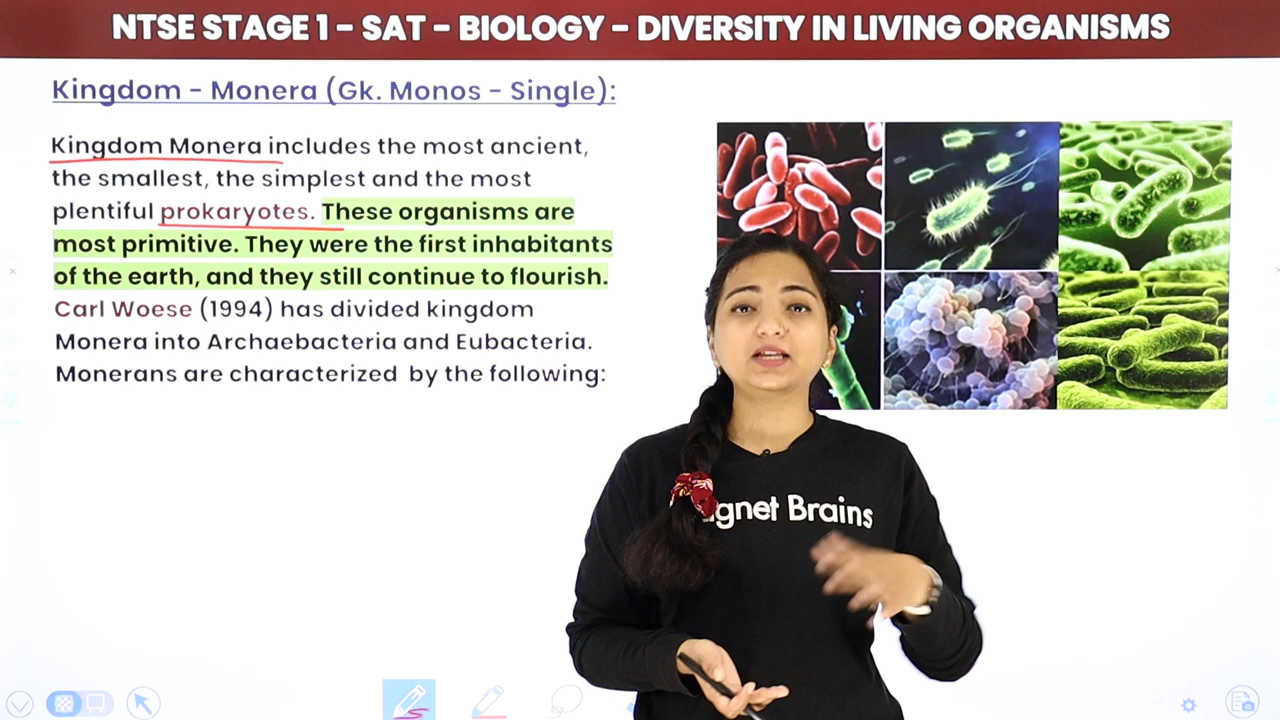 NTSE STAGE 1 - SAT - BIOLOGY - DIVERSITY IN LIVING ORGANISMS
Kingdom - Monera (Gk. Monos - Single):
Kingdom Monera includes the most ancient,
the smallest, the simplest and the most
plentiful prokaryotes. These organisms are
most primitive. They were the first inhabitants
of the earth, and they still continue to flourish.
Carl Woese (1994) has divided kingdom
Monera into Archaebacteria and Eubacteria.
Monerans are characterized by the following:
Brains